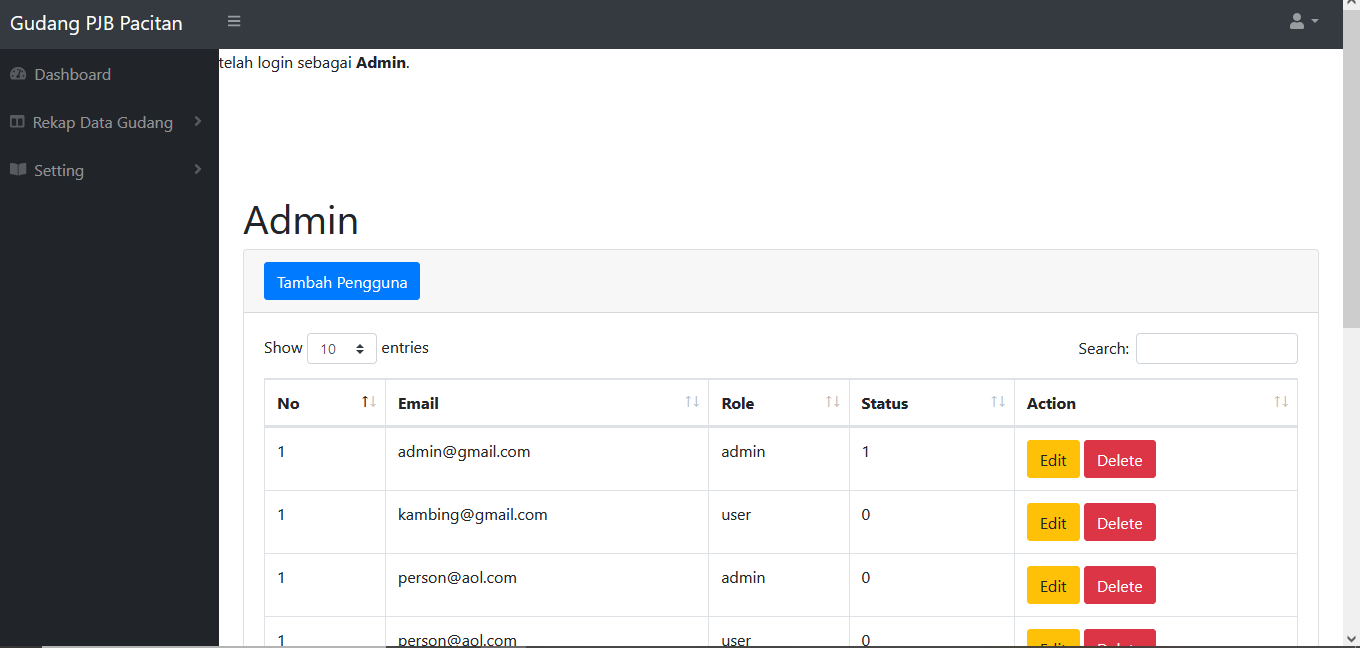 Gudang PJB Pacitan
Dashboard
Rekap Data Gudang
Setting
telah login sebagai Admin.
Admin
Tambah Pengguna
Show 10 entries
Search:
No Email Role Status Action
1 admin@gmail.com admin 1 Edit Delete
1 kambing@gmail.com user 0 Edit Delete
1 person@aol.com admin 0 Edit Delete
1 person@aol.com user 0 Edit Delete